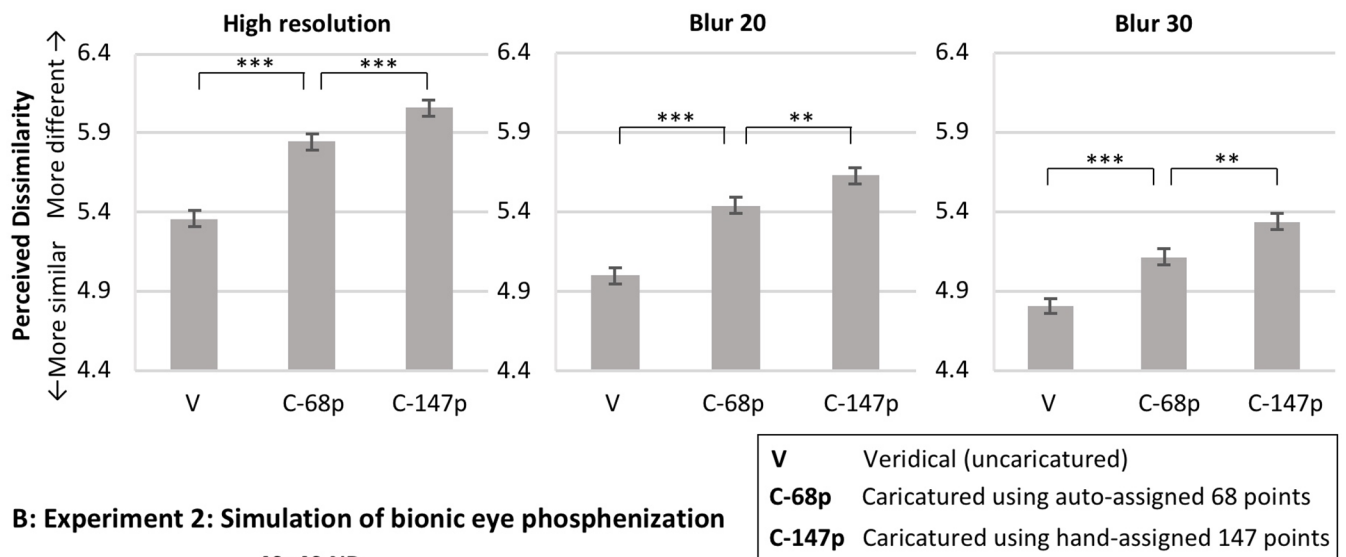 High resolution
Blur 20
Blur 30
Perceived Dissimilarity
←More similar More different →
6.4
5.9
5.4
4.9
4.4
*** ***
V C-68p C-147p
6.4
5.9
5.4
4.9
4.4
*** **
V C-68p C-147p
6.4
5.9
5.4
4.9
4.4
*** **
V C-68p C-147p
V Veridical (uncaricatured)
C-68p Caricatured using auto-assigned 68 points
C-147p Caricatured using hand-assigned 147 points
B: Experiment 2: Simulation of bionic eye phosphenization